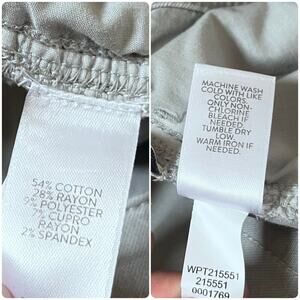 54% COTTON
28% RAYON
9% POLYESTER
7% CUPRO
RAYON
2% SPANDEX
MACHINE WASH
COLD WITH LIKE
COLORS.
ONLY NON-
CHLORINE
BLEACH IF
NEEDED.
TUMBLE DRY
LOW.
WARM IRON IF
NEEDED.
WPT215551
215551
0001769